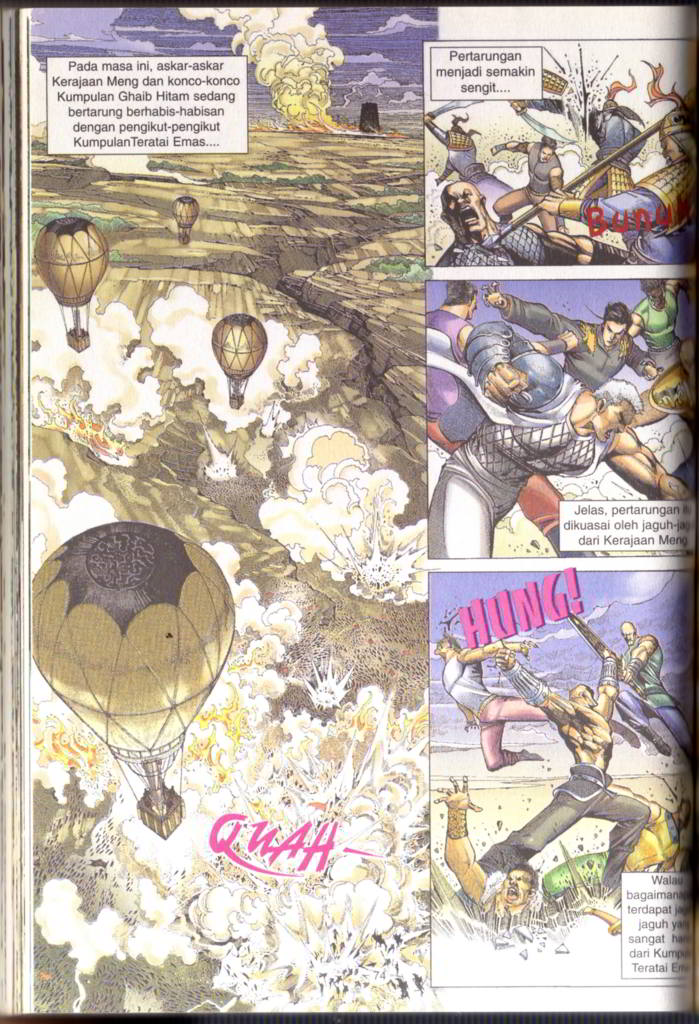 Pada masa ini, askar-askar
Kerajaan Meng dan konco-konco
Kumpulan Ghaib Hitam sedang
bertarung berhabis-habisan
dengan pengikut-pengikut
KumpulanTeratai Emas....
QUAH
Pertarungan
menjadi semakin
sengit....
Jelas, pertarungan
dikuasai oleh
dari Kerajaan Meng
HUNG!
Walau
terdapat
jaguh
sangat
dari
Teratai
74